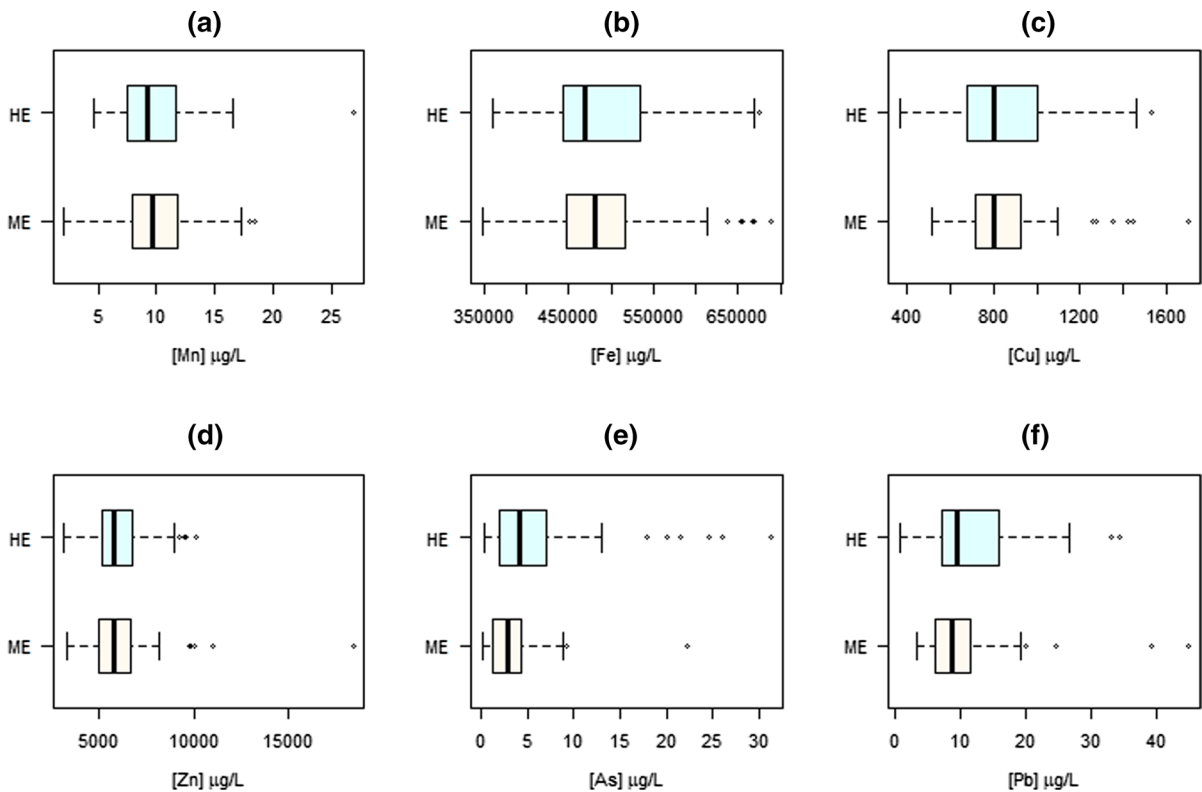 (a) (b) (c)
HE HE HE
ME ME ME
5 10 15 20 25 350000 450000 550000 650000 400 800 1200 1600
[Mn] µg/L [Fe] µg/L [Cu] µg/L
(d) (e) (f)
HE HE HE
ME ME ME
5000 10000 15000 0 5 10 15 20 25 30 0 10 20 30 40
[Zn] µg/L [As] µg/L [Pb] µg/L